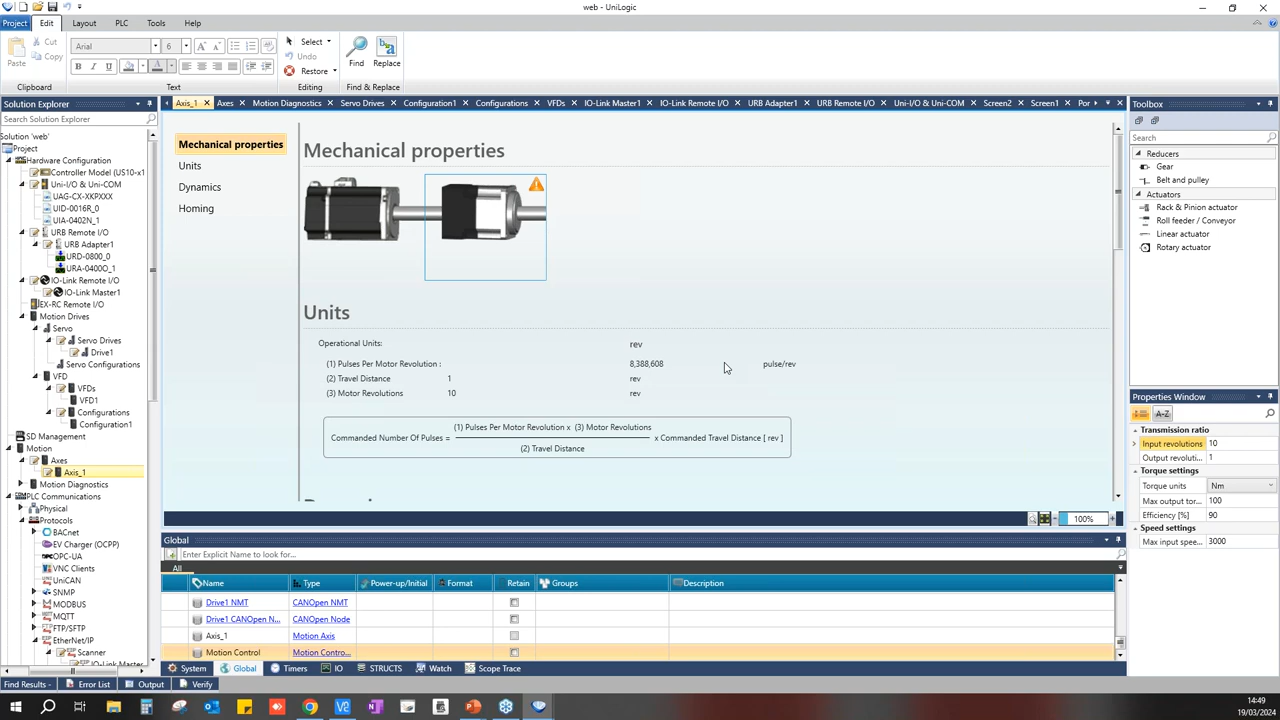 web - UniLogic
Project Edit Layout PLC Tools Help
Paste Cut Copy
Arial 6
Select
Undo
Restore
Find Replace
Clipboard Text Editing Find & Replace
Solution Explorer
Search Solution Explorer
Solution 'web'
Project
Hardware Configuration
Controller Model (US10-x1
Uni-I/O & Uni-COM
UAG-CX-XKPXXX
UID-0016R_0
UIA-0402N_1
URB Remote I/O
URB Adapter1
URD-0800_0
URA-0400O_1
IO-Link Remote I/O
IO-Link Master1
EX-RC Remote I/O
Motion Drives
Servo
Servo Drives
Drive1
Servo Configurations
VFD
VFDs
VFD1
Configurations
Configuration1
SD Management
Motion
Axes
Axis_1
Motion Diagnostics
PLC Communications
Physical
Protocols
BACnet
EV Charger (OCPP)
OPC-UA
VNC Clients
UniCAN
SNMP
MODBUS
MQTT
FTP/SFTP
EtherNet/IP
Scanner
IO-Link Master
Axis_1 Axes Motion Diagnostics Servo Drives Configuration1 Configurations VFDs IO-Link Master1 IO-Link Remote I/O URB Adapter1 URB Remote I/O Uni-I/O & Uni-COM Screen2 Screen1 Por
Mechanical properties
Units
Dynamics
Homing
Mechanical properties
Units
Operational Units: rev
(1) Pulses Per Motor Revolution : 8,388,608 pulse/rev
(2) Travel Distance 1 rev
(3) Motor Revolutions 10 rev
(1) Pulses Per Motor Revolution x (3) Motor Revolutions
Commanded Number Of Pulses = x Commanded Travel Distance [ rev ]
(2) Travel Distance
100%
Toolbox
Search
Reducers
Gear
Belt and pulley
Actuators
Rack & Pinion actuator
Roll feeder / Conveyor
Linear actuator
Rotary actuator
Properties Window
A-Z
Transmission ratio
Input revolutions 10
Output revoluti... 1
Torque settings
Torque units Nm
Max output tor... 100
Efficiency [%] 90
Speed settings
Max input spee... 3000
Global
Enter Explicit Name to look for...
All
Name Type Power-up/Initial Format Retain Groups Description
Drive1 NMT CANOpen NMT
Drive1 CANOpen N... CANOpen Node
Axis_1 Motion Axis
Motion Control Motion Contro...
System Global Timers IO STRUCTS Watch Scope Trace
Find Results - Error List Output Verify
14:49
19/03/2024